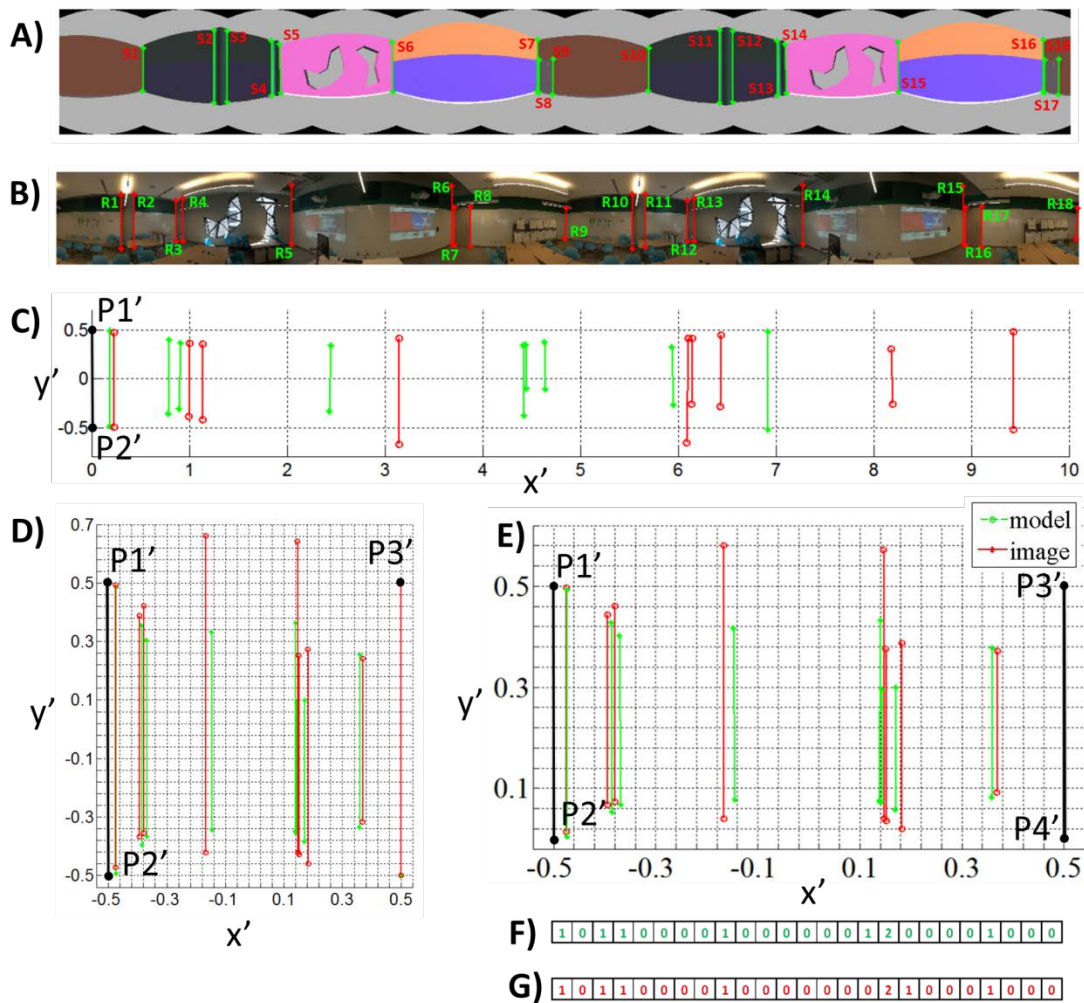 A)
S1 S2 S3 S5 S6 S7 S9 S10 S11 S12 S14 S16 S18
S4 S8 S13 S15 S17
B)
R1 R2 R4 R6 R8 R10 R11 R13 R14 R15 R17 R18
R3 R5 R7 R9 R12 R16
C)
P1’
0.5
y’ 0
-0.5
P2’
0 1 2 3 4 5 6 7 8 9 10
x’
D)
0.7
P1’ P3’
0.5
0.3
0.1
y’
-0.1
-0.3
-0.5
P2’
-0.5 -0.3 -0.1 0.1 0.3 0.5
x’
E)
model
image
P1’ P3’
0.5
0.3
y’
0.1
P2’ P4’
-0.5 -0.3 -0.1 0.1 0.3 0.5
x’
F) 1 0 1 1 0 0 0 0 1 0 0 0 0 0 0 1 2 0 0 0 0 1 0 0 0
G) 1 0 1 1 0 0 0 0 1 0 0 0 0 0 0 0 2 1 0 0 0 1 0 0 0